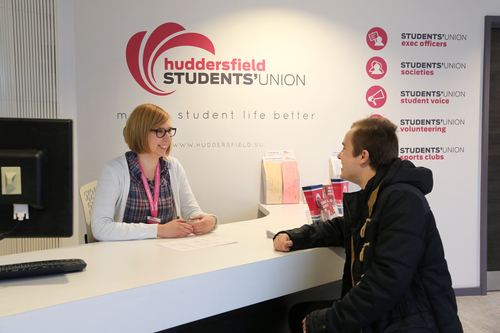 huddersfield
STUDENTS'UNION
m student life better
WWW.HUDDERSFIELD.SU
STUDENTS'UNION
exec officers
STUDENTS'UNION
societies
STUDENTS'UNION
student voice
STUDENTS'UNION
volunteering
STUDENTS'UNION
sports clubs